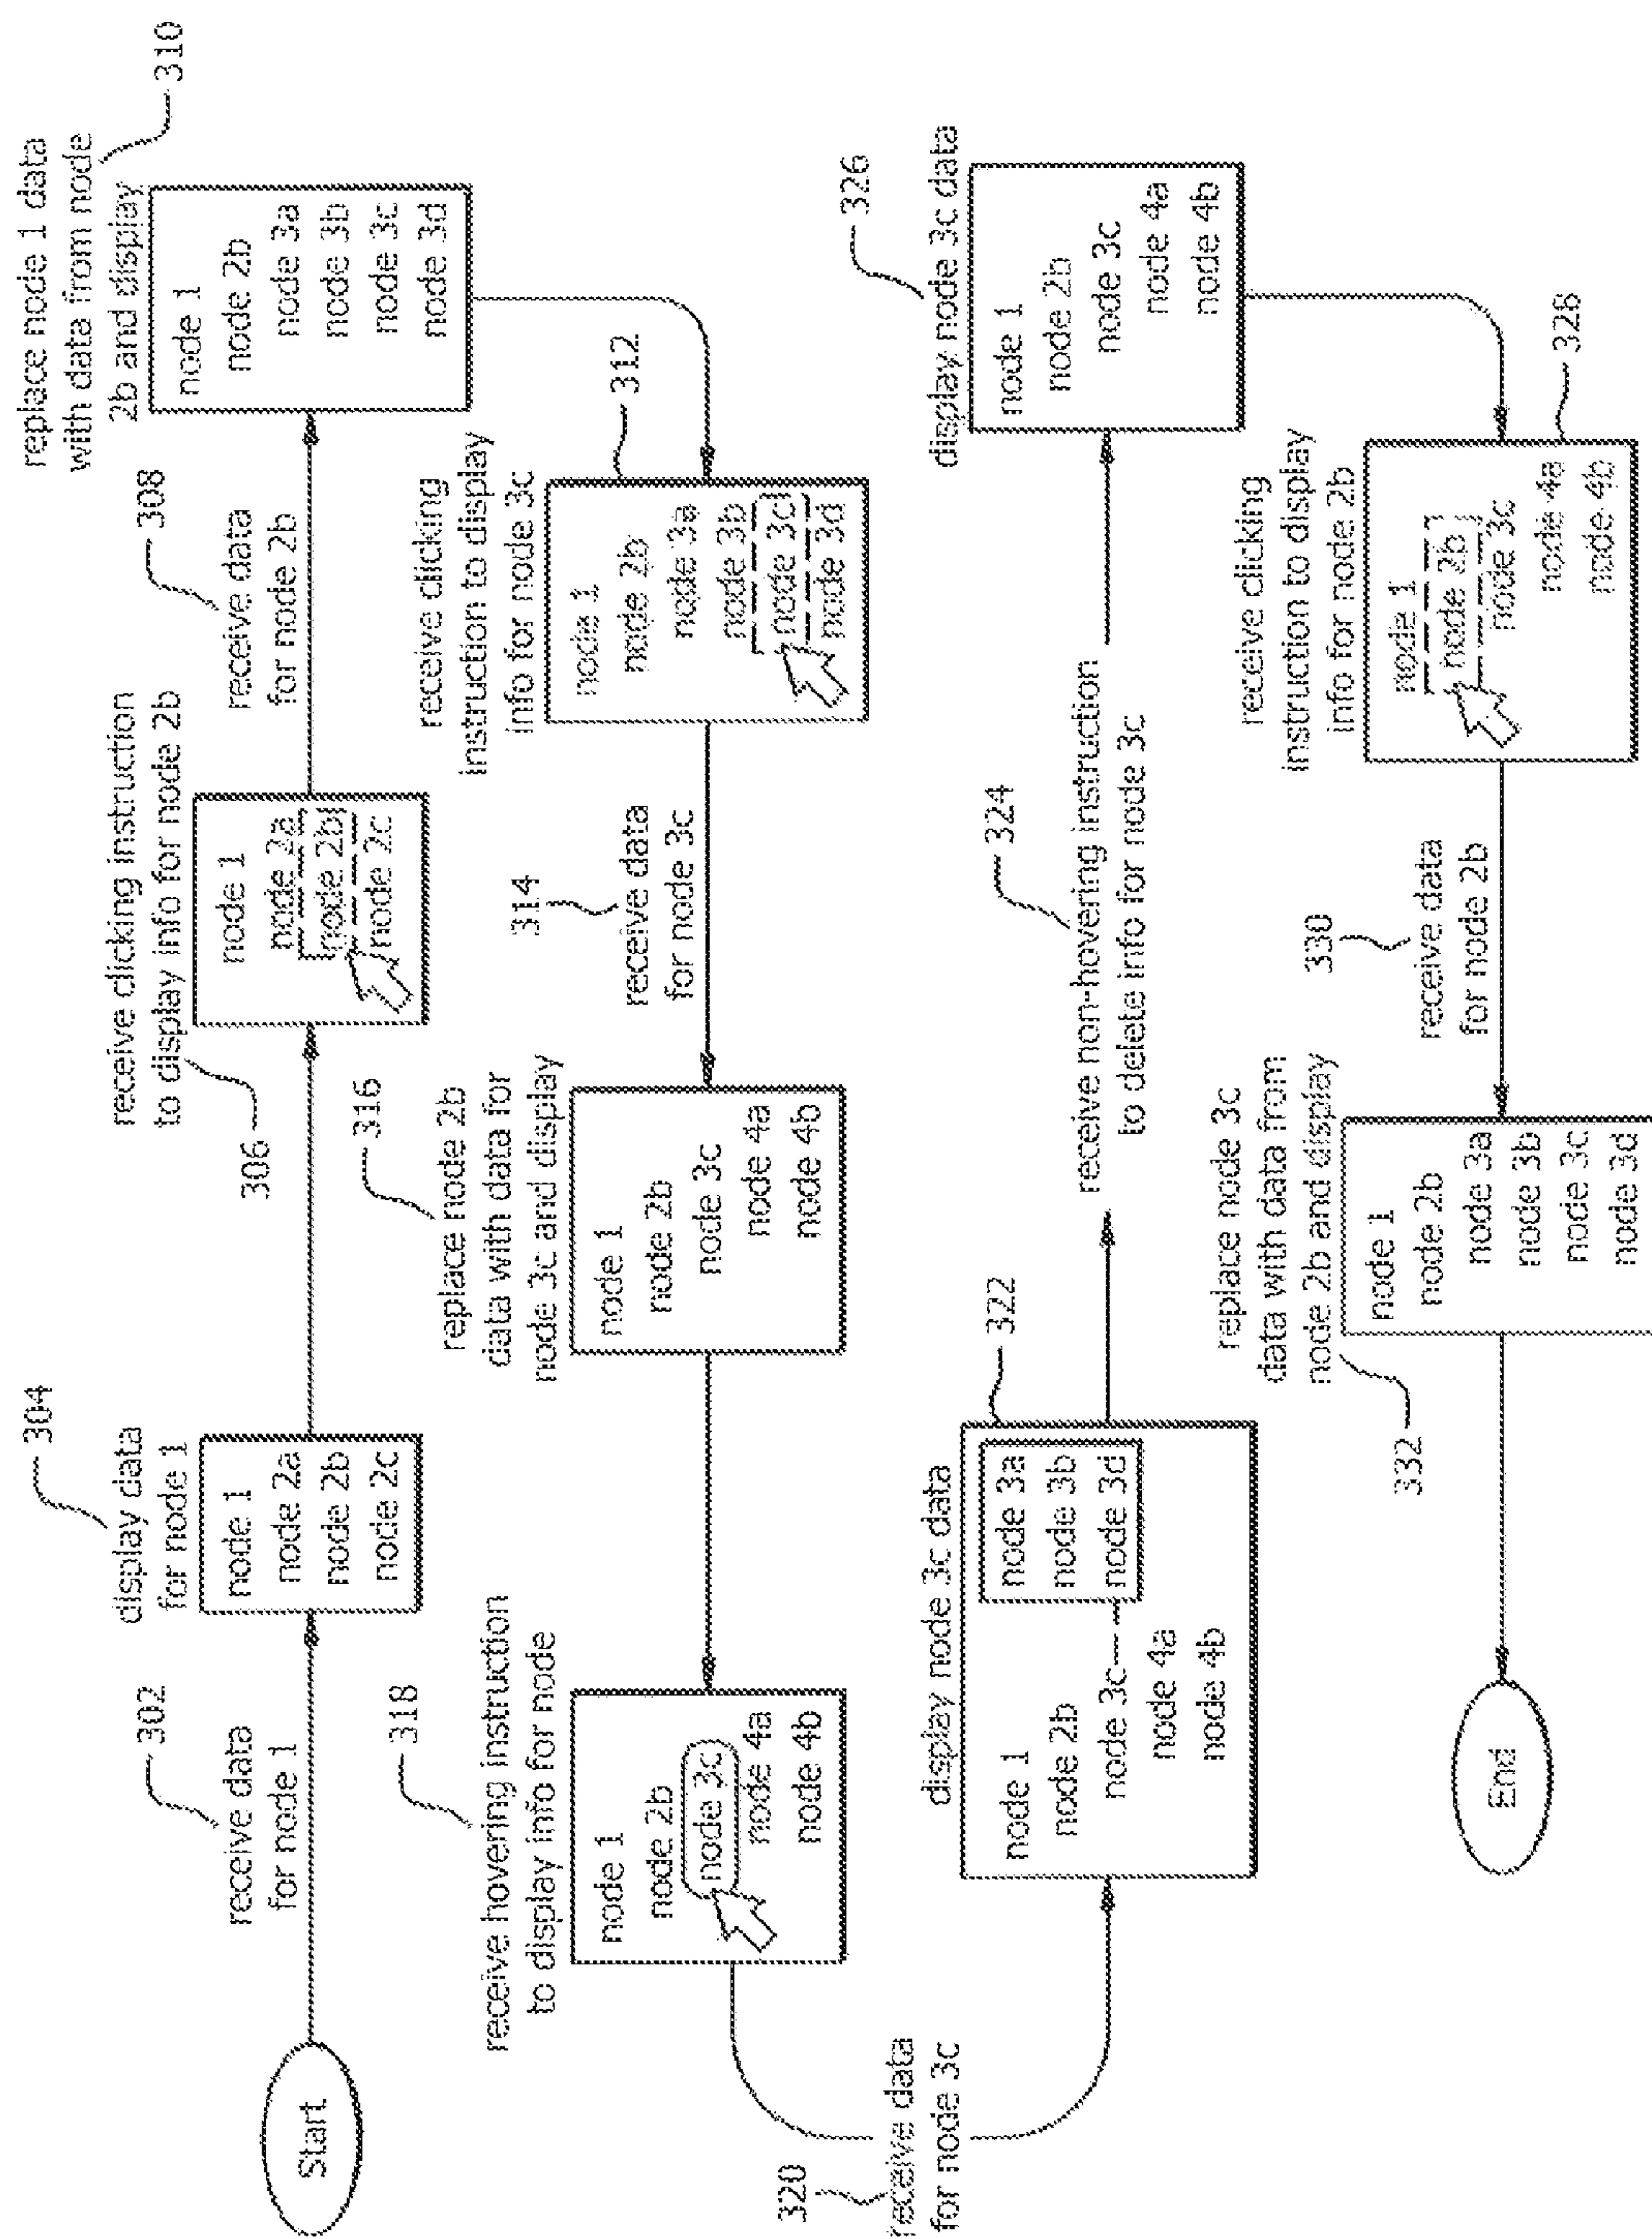 Start
302
receive data
for node 1
304
display data
for node 1
node 1
node 2a
node 2b
node 2c
receive clicking instruction
to display info for node 2b
306
node 1
node 2a
node 2b
node 2c
308
receive data
for node 2b
replace node 1 data
with data from node
2b and display
310
node 1
node 2b
node 3a
node 3b
node 3c
node 3d
receive clicking
instruction to display
info for node 3c
312
node 1
node 2b
node 3a
node 3b
node 3c
node 3d
314
receive data
for node 3c
316
replace node 2b
data with data for
node 3c and display
node 1
node 2b
node 3c
node 4a
node 4b
318
receive hovering instruction
to display info for node
node 1
node 2b
node 3c
node 4a
node 4b
320
receive data
for node 3c
display node 3c data
322
node 1
node 2b
node 3c
node 4a
node 4b
node 3a
node 3b
node 3d
324
receive non-hovering instruction
to delete info for node 3c
326
display node 3c data
node 1
node 2b
node 3c
node 4a
node 4b
receive clicking
instruction to display
info for node 2b
328
node 1
node 2b
node 3c
node 4a
node 4b
330
receive data
for node 2b
replace node 3c
data with data from
node 2b and display
332
node 1
node 2b
node 3a
node 3b
node 3c
node 3d
End